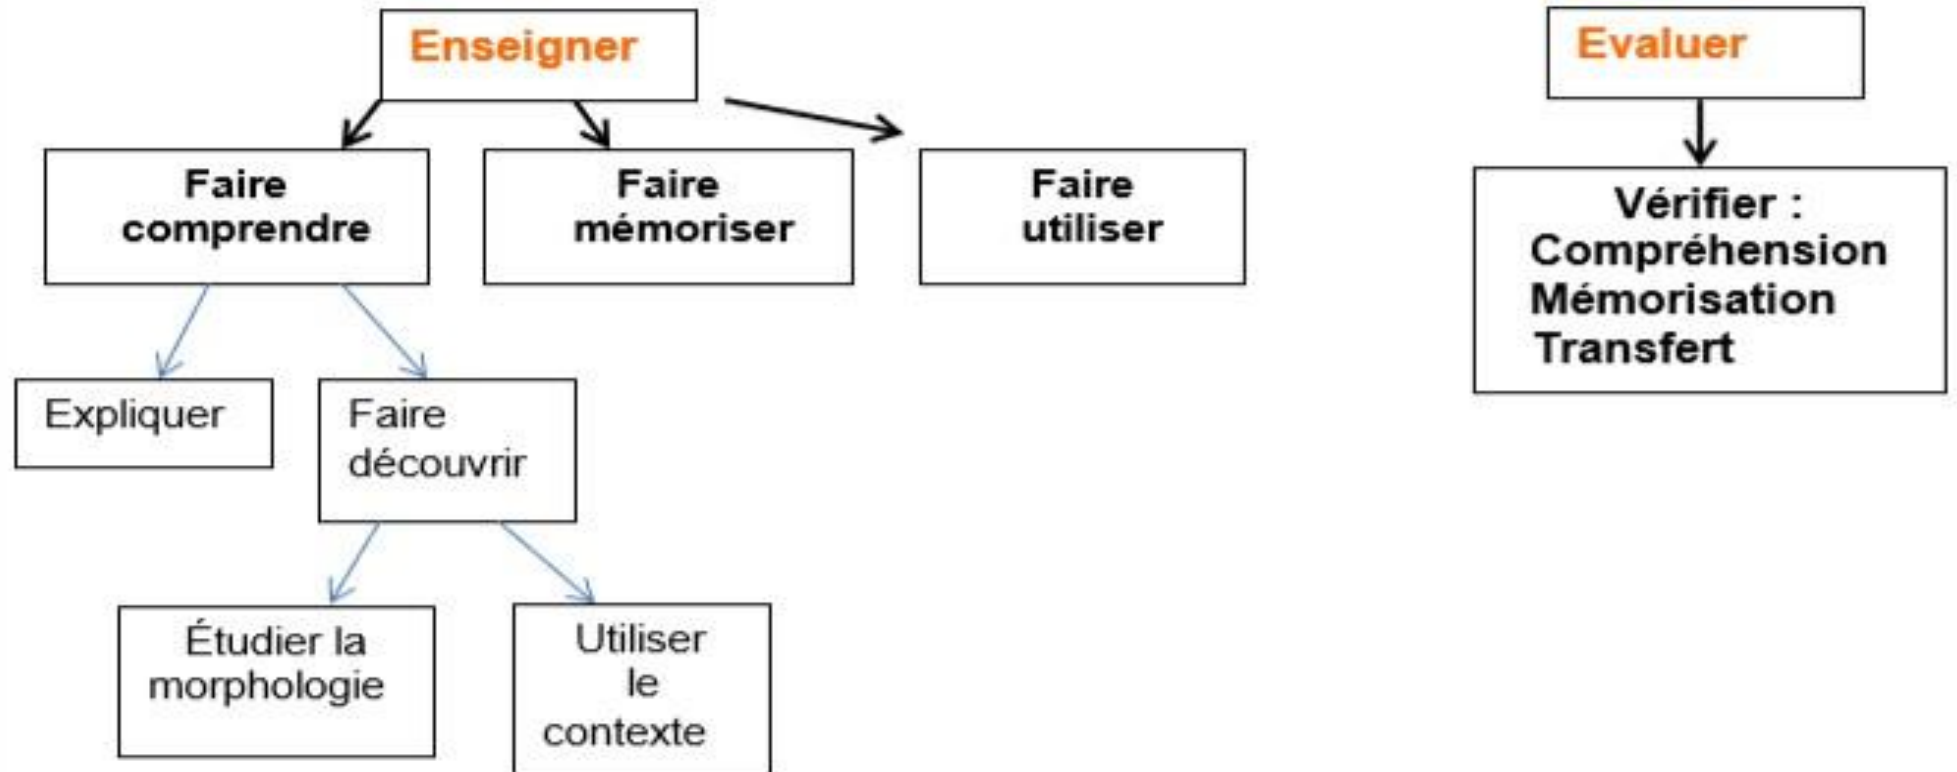 Enseigner
Evaluer
Faire
comprendre
Faire
mémoriser
Faire
utiliser
Vérifier :
Compréhension
Mémorisation
Transfert
Expliquer
Faire
découvrir
Étudier la
morphologie
Utiliser
le
contexte